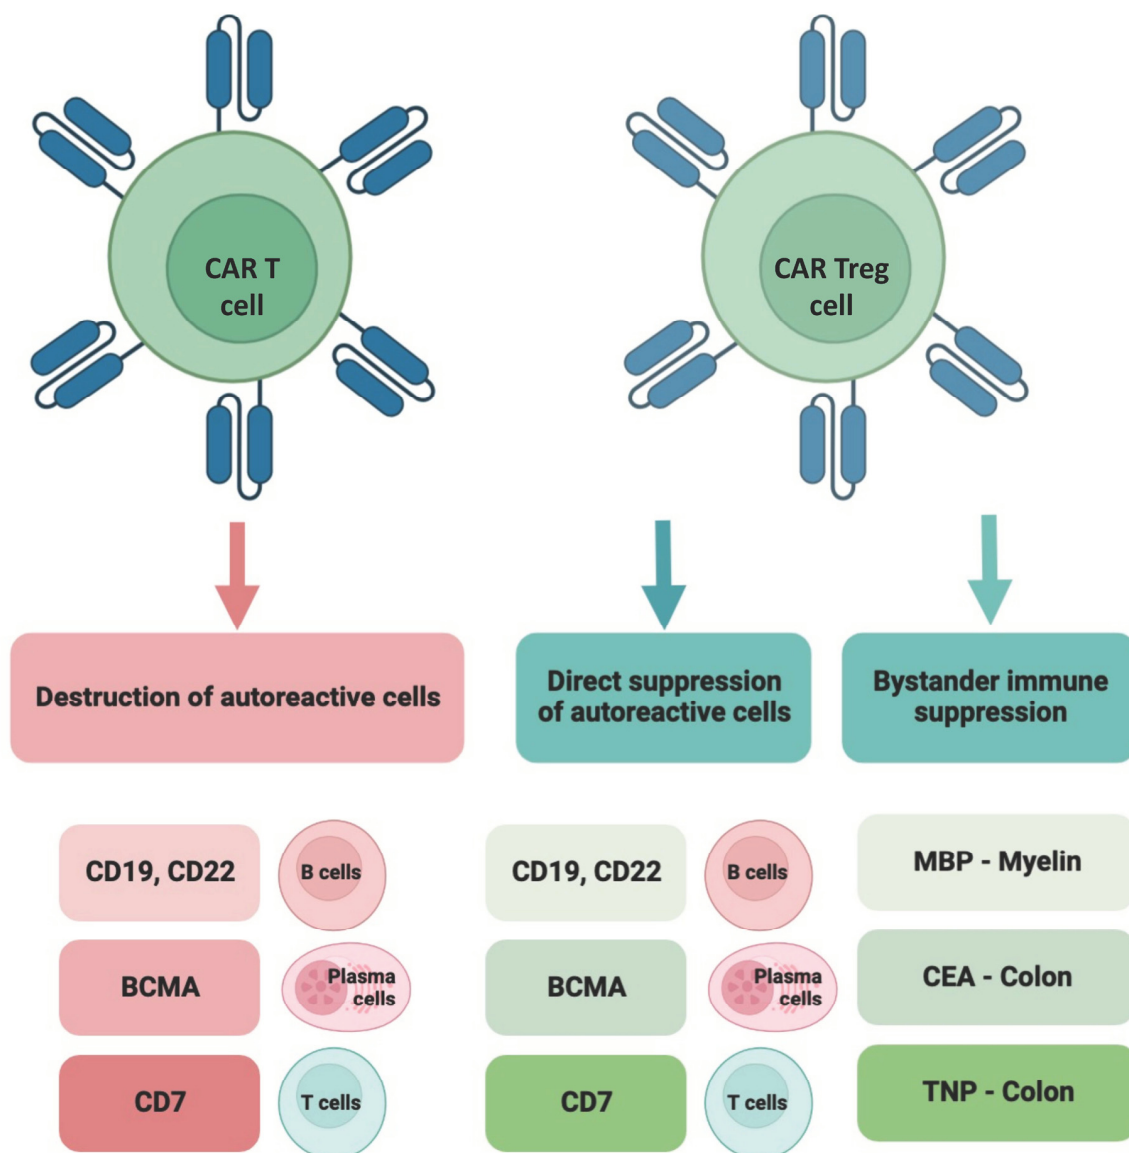 CAR T
cell
CAR Treg
cell
Destruction of autoreactive cells
Direct suppression
of autoreactive cells
Bystander immune
suppression
CD19, CD22
B cells
BCMA
Plasma
cells
CD7
T cells
CD19, CD22
B cells
BCMA
Plasma
cells
CD7
T cells
MBP - Myelin
CEA - Colon
TNP - Colon